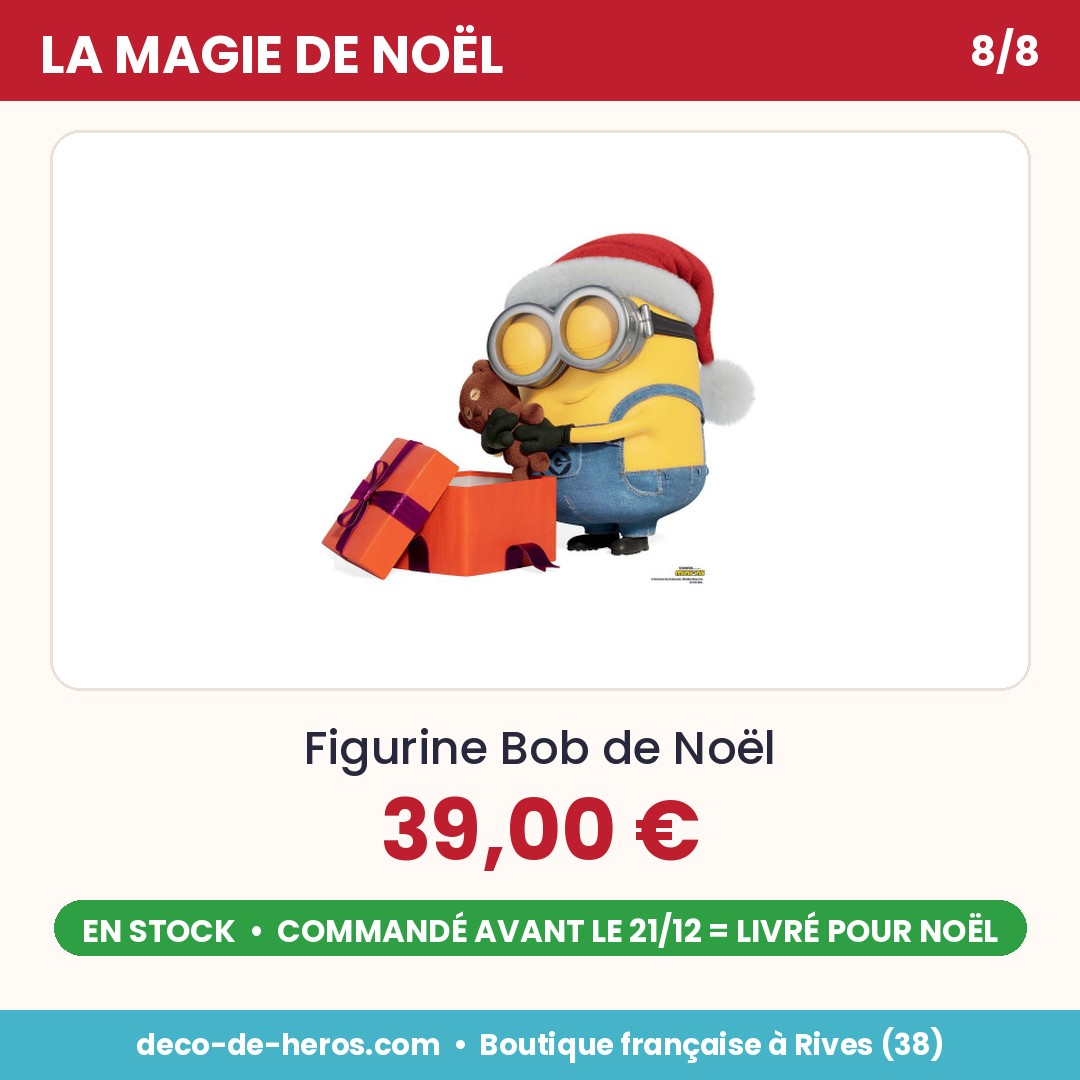 LA MAGIE DE NOËL
8/8
MINIONS
Figurine Bob de Noël
39,00 €
EN STOCK • COMMANDÉ AVANT LE 21/12 = LIVRÉ POUR NOËL
deco-de-heros.com • Boutique française à Rives (38)